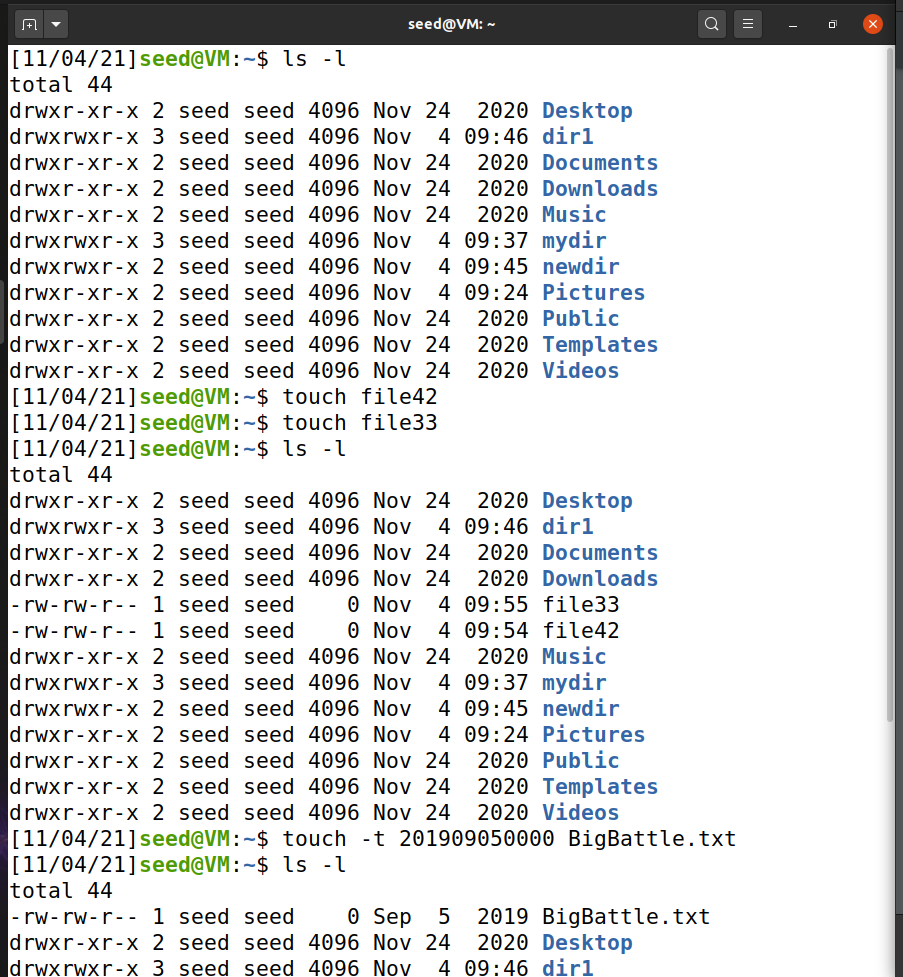 seed@VM: ~
[11/04/21]seed@VM:~$ ls -l
total 44
drwxr-xr-x 2 seed seed 4096 Nov 24  2020 Desktop
drwxrwxr-x 3 seed seed 4096 Nov  4 09:46 dir1
drwxr-xr-x 2 seed seed 4096 Nov 24  2020 Documents
drwxr-xr-x 2 seed seed 4096 Nov 24  2020 Downloads
drwxr-xr-x 2 seed seed 4096 Nov 24  2020 Music
drwxrwxr-x 3 seed seed 4096 Nov  4 09:37 mydir
drwxrwxr-x 2 seed seed 4096 Nov  4 09:45 newdir
drwxr-xr-x 2 seed seed 4096 Nov  4 09:24 Pictures
drwxr-xr-x 2 seed seed 4096 Nov 24  2020 Public
drwxr-xr-x 2 seed seed 4096 Nov 24  2020 Templates
drwxr-xr-x 2 seed seed 4096 Nov 24  2020 Videos
[11/04/21]seed@VM:~$ touch file42
[11/04/21]seed@VM:~$ touch file33
[11/04/21]seed@VM:~$ ls -l
total 44
drwxr-xr-x 2 seed seed 4096 Nov 24  2020 Desktop
drwxrwxr-x 3 seed seed 4096 Nov  4 09:46 dir1
drwxr-xr-x 2 seed seed 4096 Nov 24  2020 Documents
drwxr-xr-x 2 seed seed 4096 Nov 24  2020 Downloads
-rw-rw-r-- 1 seed seed    0 Nov  4 09:55 file33
-rw-rw-r-- 1 seed seed    0 Nov  4 09:54 file42
drwxr-xr-x 2 seed seed 4096 Nov 24  2020 Music
drwxrwxr-x 3 seed seed 4096 Nov  4 09:37 mydir
drwxrwxr-x 2 seed seed 4096 Nov  4 09:45 newdir
drwxr-xr-x 2 seed seed 4096 Nov  4 09:24 Pictures
drwxr-xr-x 2 seed seed 4096 Nov 24  2020 Public
drwxr-xr-x 2 seed seed 4096 Nov 24  2020 Templates
drwxr-xr-x 2 seed seed 4096 Nov 24  2020 Videos
[11/04/21]seed@VM:~$ touch -t 201909050000 BigBattle.txt
[11/04/21]seed@VM:~$ ls -l
total 44
-rw-rw-r-- 1 seed seed    0 Sep  5  2019 BigBattle.txt
drwxr-xr-x 2 seed seed 4096 Nov 24  2020 Desktop
drwxrwxr-x 3 seed seed 4096 Nov  4 09:46 dir1